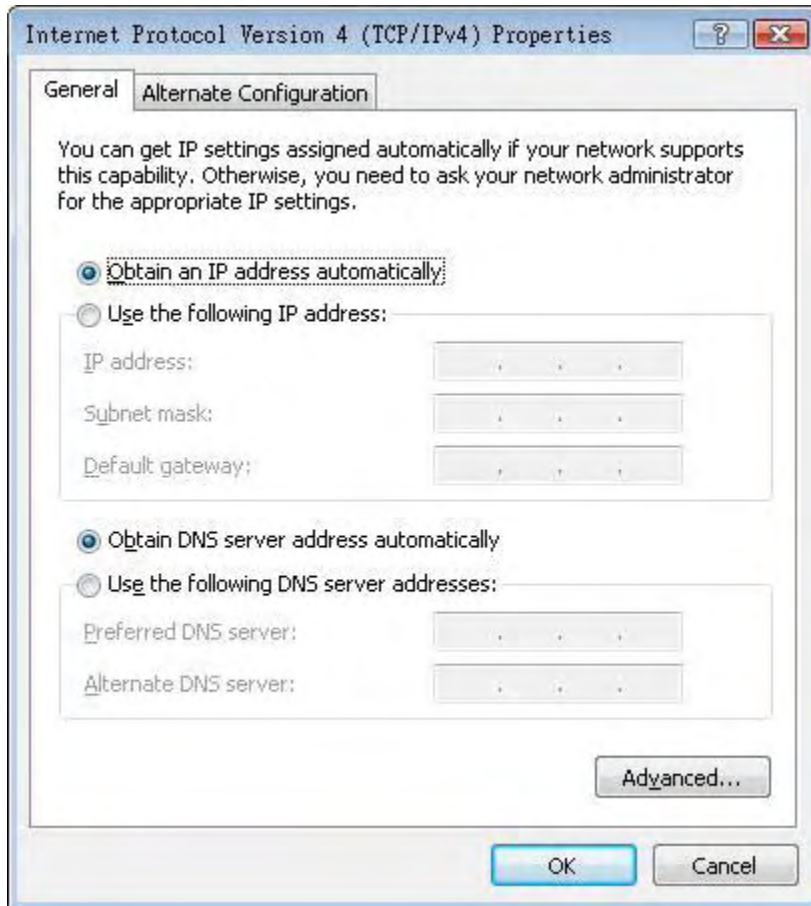 Internet Protocol Version 4 (TCP/IPv4) Properties
General
Alternate Configuration
You can get IP settings assigned automatically if your network supports
this capability. Otherwise, you need to ask your network administrator
for the appropriate IP settings.
Obtain an IP address automatically
Use the following IP address:
IP address:
Subnet mask:
Default gateway:
Obtain DNS server address automatically
Use the following DNS server addresses:
Preferred DNS server:
Alternate DNS server:
Advanced...
OK
Cancel